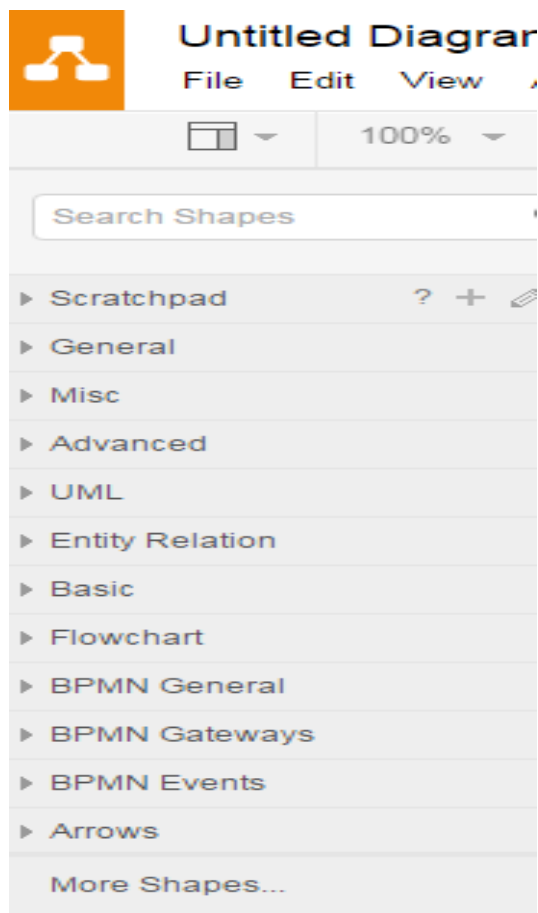 Untitled Diagram
File Edit View
100%
Search Shapes
Scratchpad ? +
General
Misc
Advanced
UML
Entity Relation
Basic
Flowchart
BPMN General
BPMN Gateways
BPMN Events
Arrows
More Shapes...